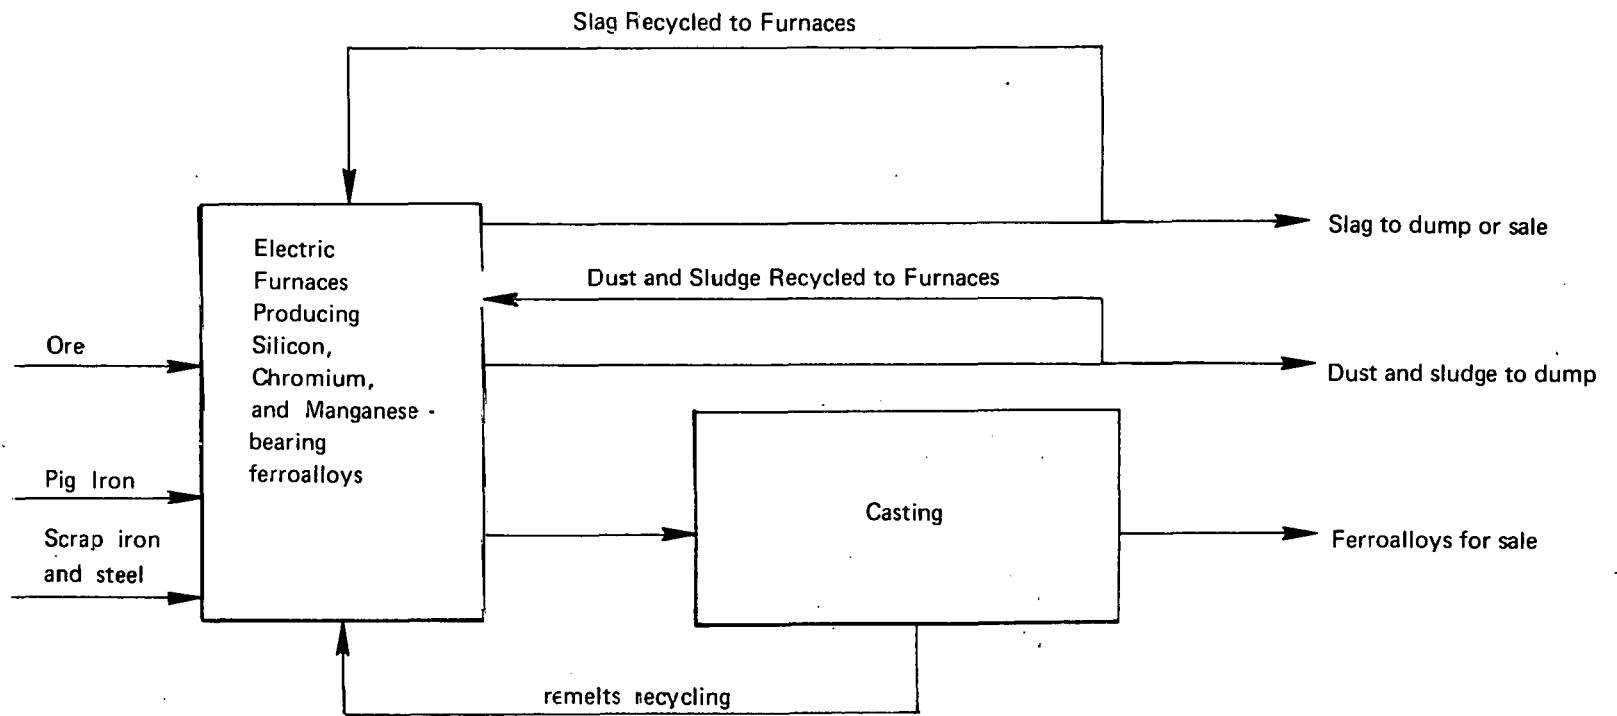 Slag Recycled to Furnaces
Slag to dump or sale
Electric
Furnaces
Producing
Silicon,
Chromium,
and Manganese -
bearing
ferroalloys
Dust and Sludge Recycled to Furnaces
Dust and sludge to dump
Ore
Pig Iron
Scrap iron
and steel
Casting
Ferroalloys for sale
remelts recycling